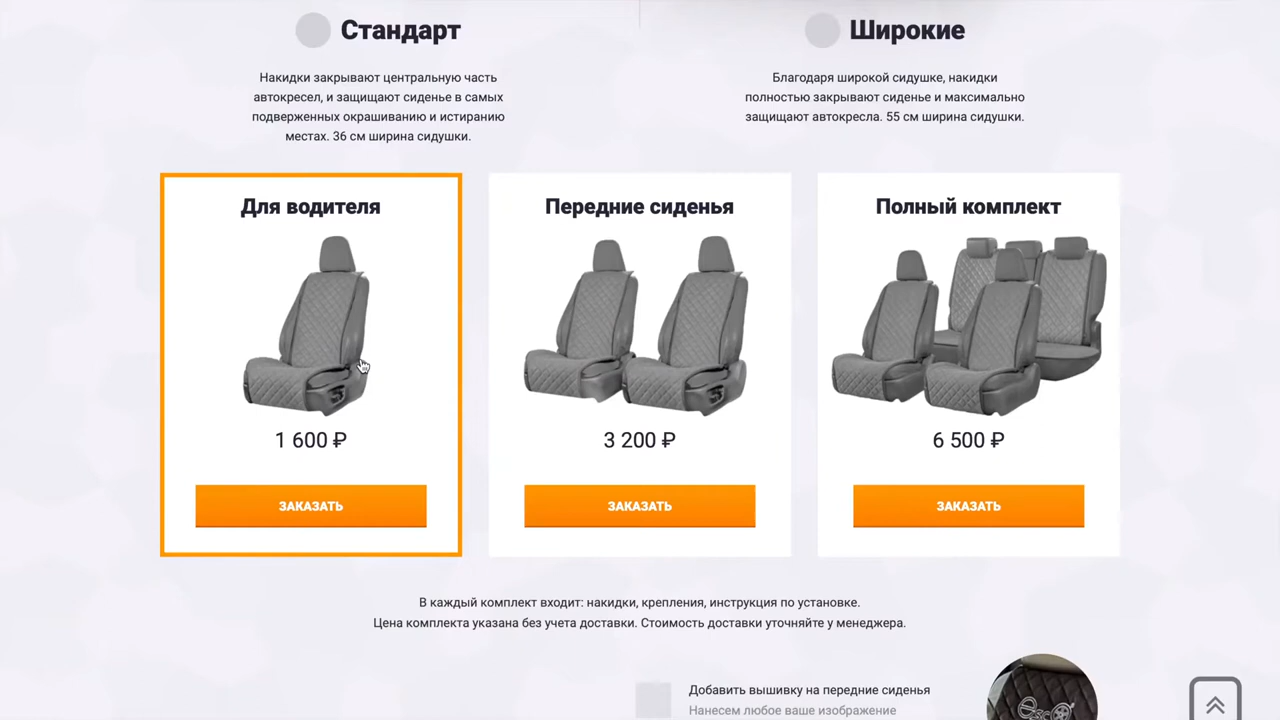 Стандарт
Накидки закрывают центральную часть
автокресел, и защищают сиденье в самых
подверженных окрашиванию и истиранию
местах. 36 см ширина сидушки.
Широкие
Благодаря широкой сидушке, накидки
полностью закрывают сиденье и максимально
защищают автокресла. 55 см ширина сидушки.
Для водителя
1 600 ₽
ЗАКАЗАТЬ
Передние сиденья
3 200 ₽
ЗАКАЗАТЬ
Полный комплект
6 500 ₽
ЗАКАЗАТЬ
В каждый комплект входит: накидки, крепления, инструкция по установке.
Цена комплекта указана без учета доставки. Стоимость доставки уточняйте у менеджера.
Добавить вышивку на передние сиденья
Нанесем любое ваше изображение